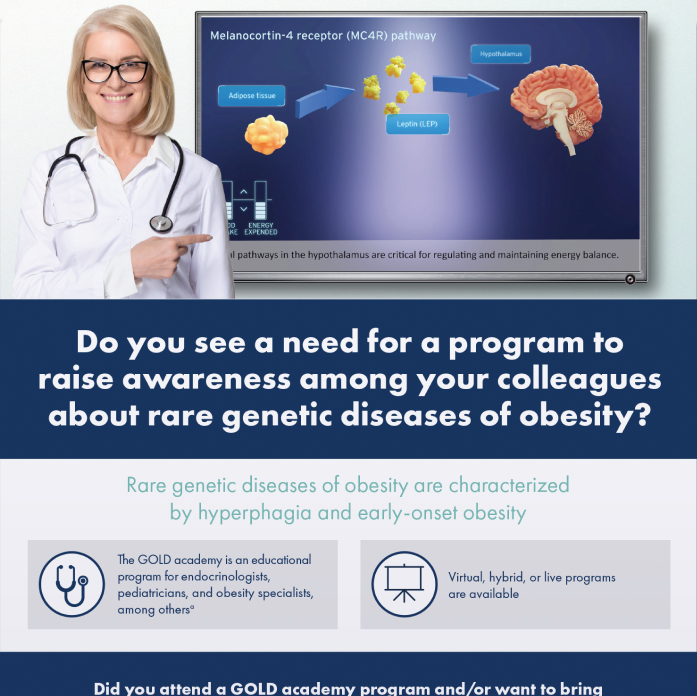 Melanocortin-4 receptor (MC4R) pathway
Hypothalamus
Adipose tissue
Leptin (LEP)
ENERGY
EXPENDED
pathways in the hypothalamus are critical for regulating and maintaining energy balance.
Do you see a need for a program to
raise awareness among your colleagues
about rare genetic diseases of obesity?
Rare genetic diseases of obesity are characterized
by hyperphagia and early-onset obesity
The GOLD academy is an educational
program for endocrinologists,
pediatricians, and obesity specialists,
among othersᵃ
Virtual, hybrid, or live programs
are available
Did you attend a GOLD academy program and/or want to bring